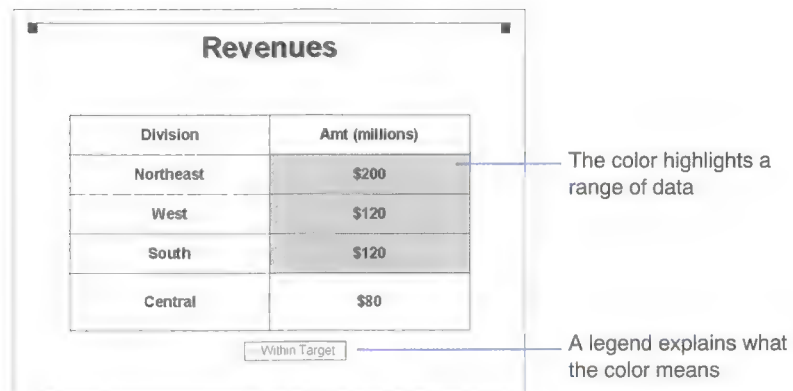 Revenues
Division Amt (millions)
Northeast $200
West $120
South $120
Central $80
Within Target
The color highlights a
range of data
A legend explains what
the color means